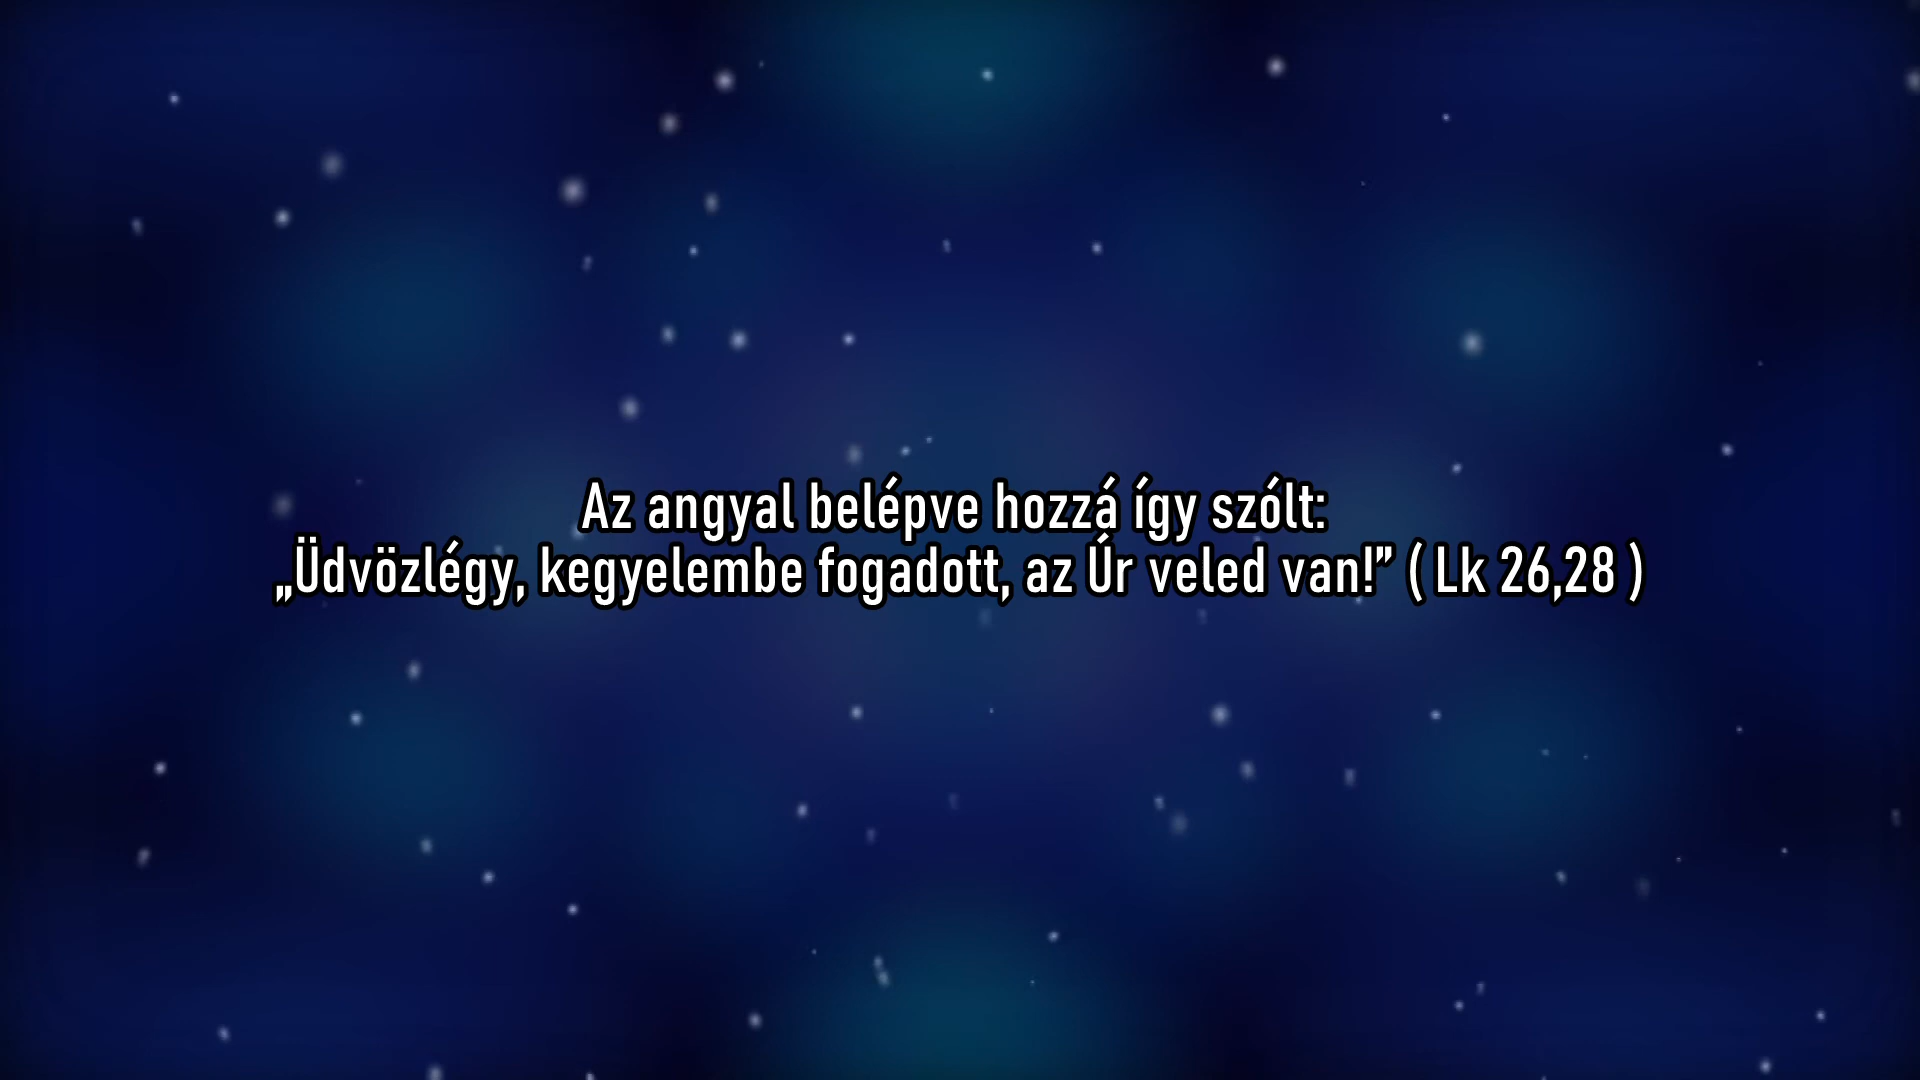 Az angyal belépve hozzá így szólt:
„Üdvözlégy, kegyelembe fogadott, az Úr veled van!” ( Lk 26,28 )